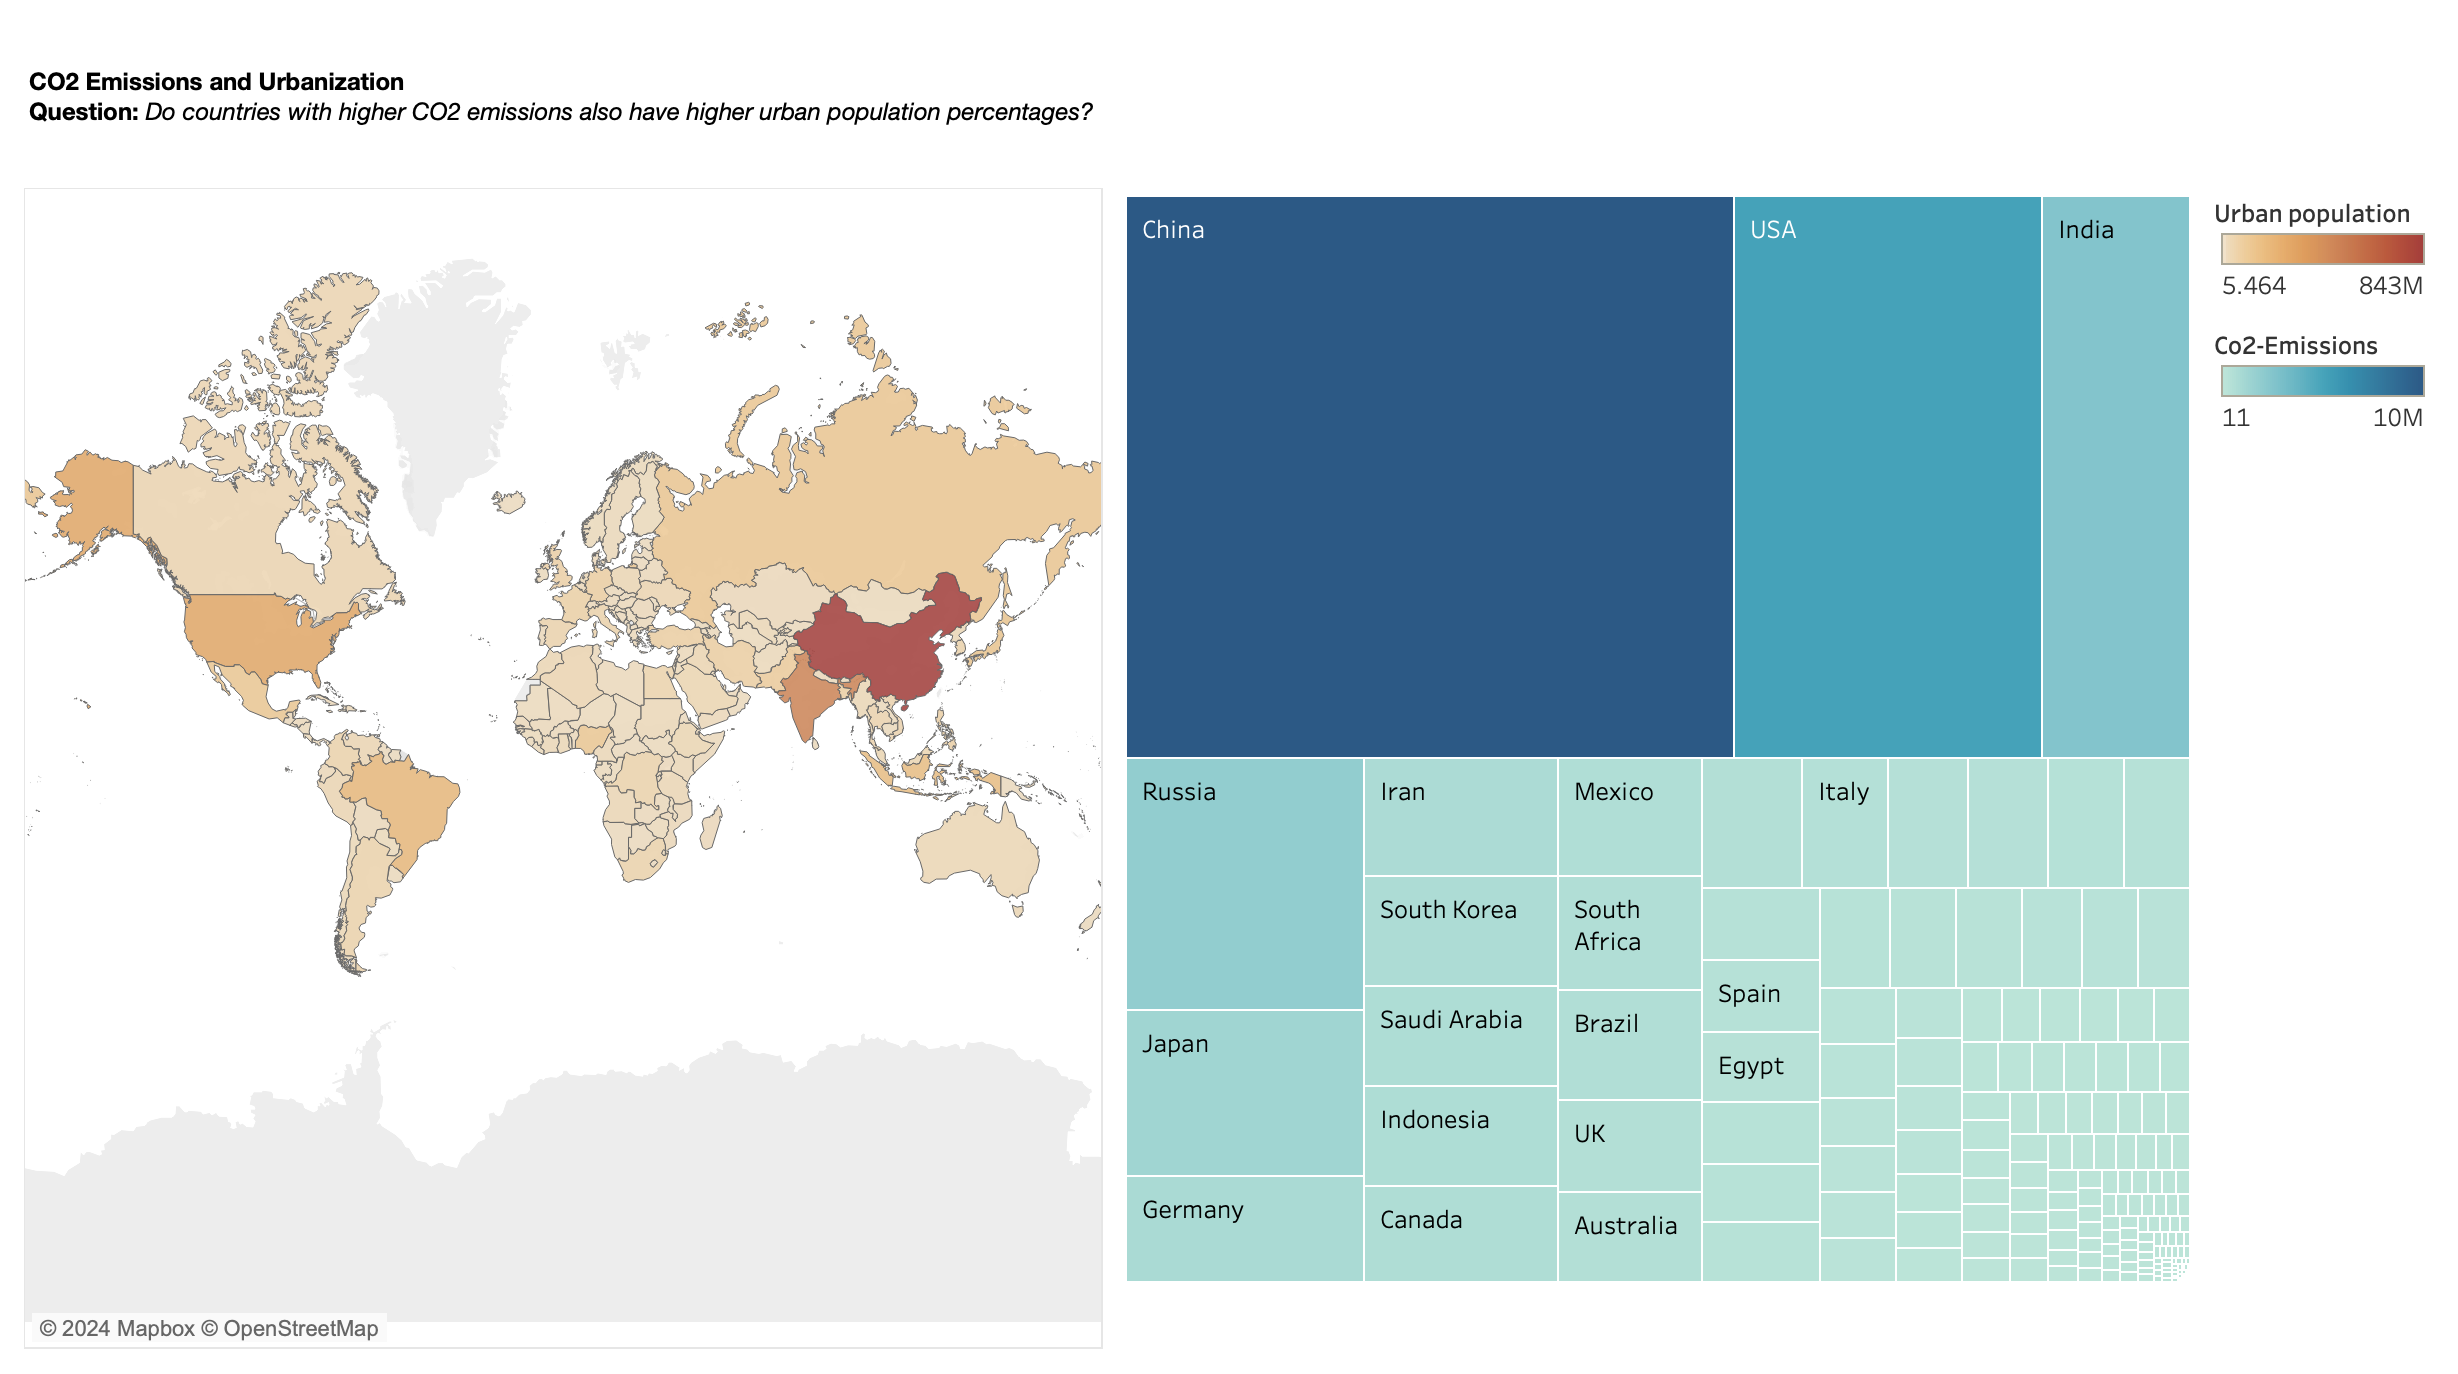 CO2 Emissions and Urbanization
Question: Do countries with higher CO2 emissions also have higher urban population percentages?
© 2024 Mapbox © OpenStreetMap
China
USA
India
Russia
Japan
Germany
Iran
South Korea
Saudi Arabia
Indonesia
Canada
Mexico
South
Africa
Brazil
UK
Australia
Italy
Spain
Egypt
Urban population
5.464 843M
Co2-Emissions
11 10M